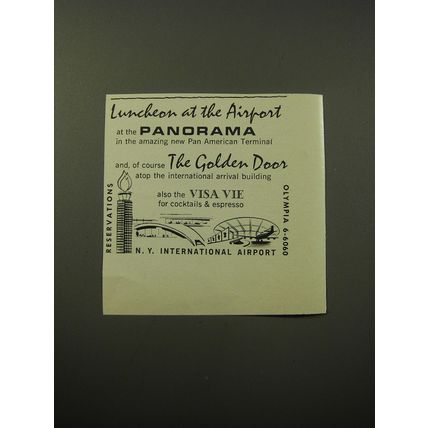 Luncheon at the Airport
at the PANORAMA
in the amazing new Pan American Terminal
and, of course The Golden Door
atop the international arrival building
also the VISA VIE
for cocktails & espresso
RESERVATIONS
OLYMPIA 6-6060
N. Y. INTERNATIONAL AIRPORT